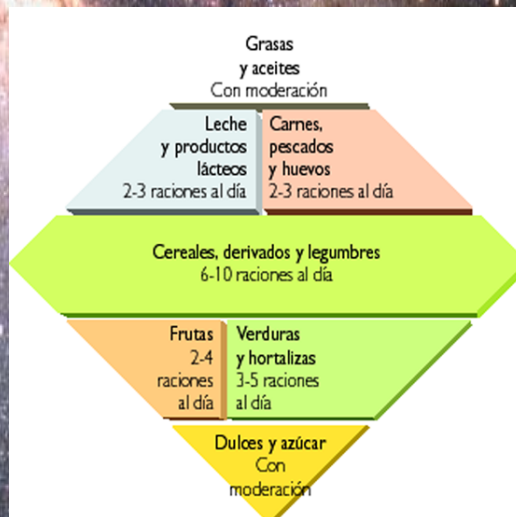 Grasas
y aceites
Con moderación
Leche
y productos
lácteos
2-3 raciones al día
Carnes,
pescados
y huevos
2-3 raciones al día
Cereales, derivados y legumbres
6-10 raciones al día
Frutas
2-4
raciones
al día
Verduras
y hortalizas
3-5 raciones
al día
Dulces y azúcar
Con
moderación